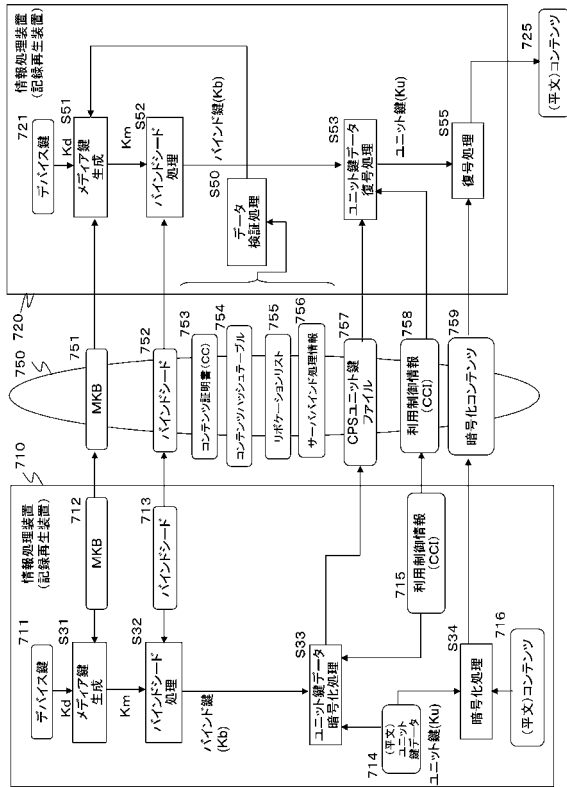 情報処理装置
(記録再生装置)
721
デバイス鍵
Kd
S51
メディア鍵
生成
Km
S52
バインドシード
処理
バインド鍵(Kb)
S50
データ
検証処理
S53
ユニット鍵データ
復号処理
ユニット鍵(Ku)
S55
復号処理
725
(平文)コンテンツ
720
750
751
MKB
752
バインドシード
753
コンテンツ証明書(CC)
754
コンテンツハッシュテーブル
755
リボケーションリスト
756
サーババインド処理情報
757
CPSユニット鍵
ファイル
758
利用制御情報
(CCI)
759
暗号化コンテンツ
710
情報処理装置
(記録再生装置)
712
MKB
713
バインドシード
715
利用制御情報
(CCI)
711
デバイス鍵
Kd
S31
メディア鍵
生成
Km
S32
バインドシード
処理
バインド鍵
(Kb)
S33
ユニット鍵データ
暗号化処理
714
(平文)
ユニット
鍵データ
ユニット鍵(Ku)
S34
暗号化処理
716
(平文)コンテンツ